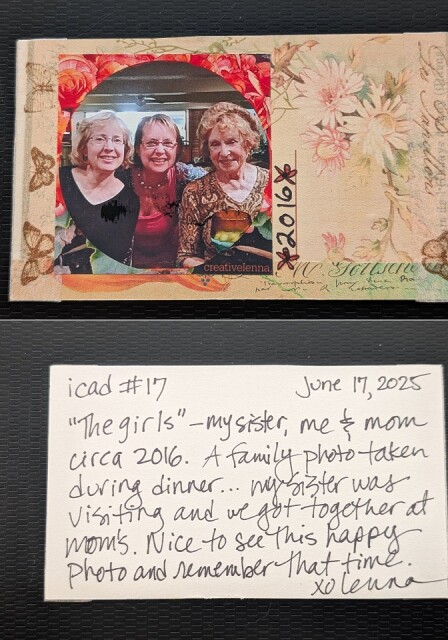 creativelenna
*2016*
icad #17 June 17, 2025
"The girls" - my sister, me & mom
circa 2016. A family photo taken
during dinner... my sister was
visiting and we got together at
mom's. Nice to see this happy
photo and remember that time.
xo lenna